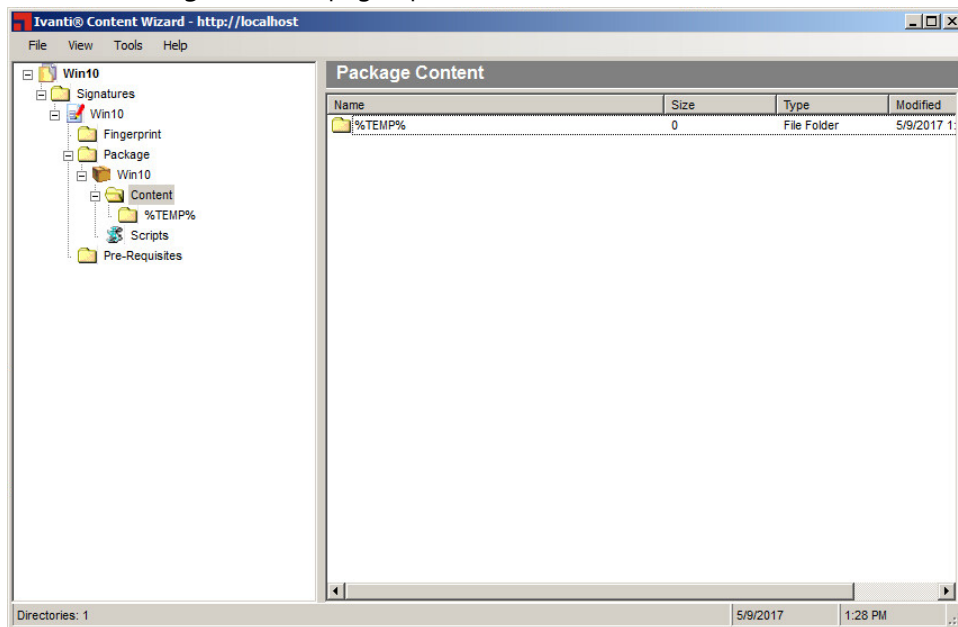 Ivanti® Content Wizard - http://localhost
File View Tools Help
Win10
Signatures
Win10
Fingerprint
Package
Win10
Content
%TEMP%
Scripts
Pre-Requisites
Package Content
Name Size Type Modified
%TEMP% 0 File Folder 5/9/2017 1:
Directories: 1 5/9/2017 1:28 PM